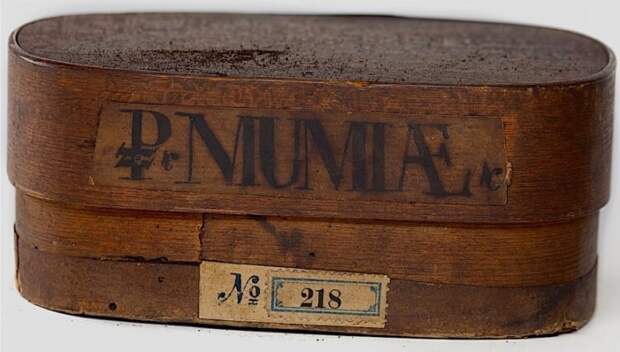 P. MUMIÆ
No 218